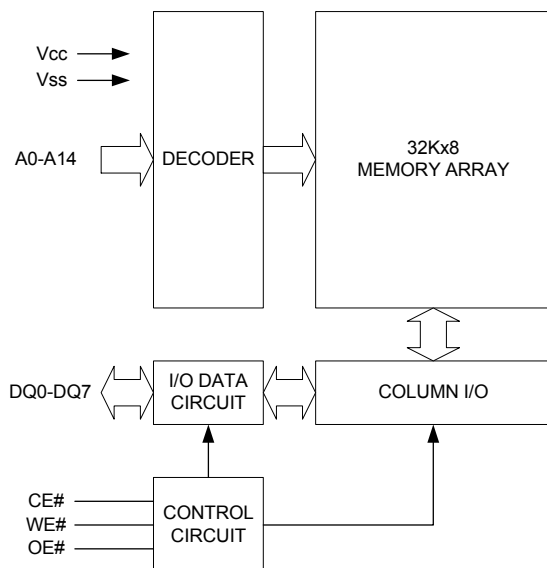 Vcc
Vss
A0-A14
DECODER
32Kx8
MEMORY ARRAY
DQ0-DQ7
I/O DATA
CIRCUIT
COLUMN I/O
CE#
WE#
OE#
CONTROL
CIRCUIT